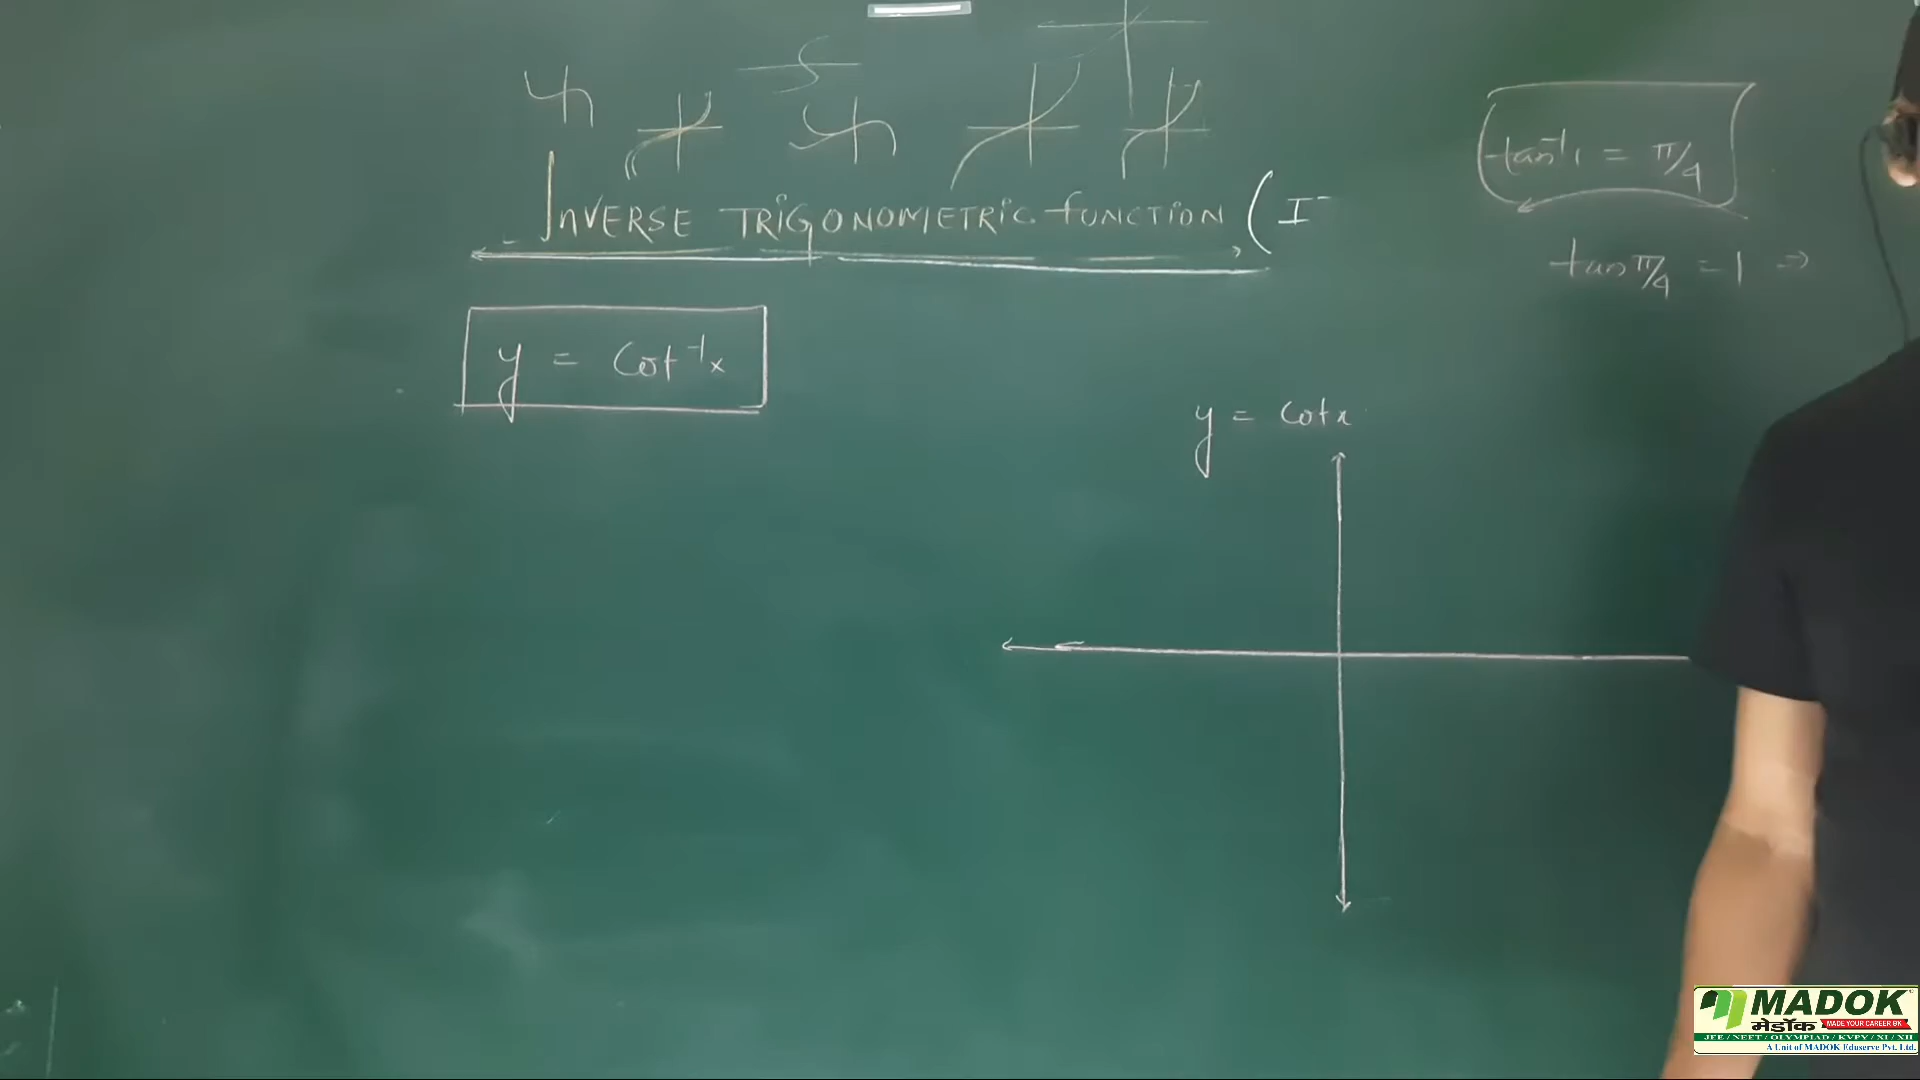 INVERSE TRIGONOMETRIC FUNCTION (I
tan⁻¹1 = π/4
tan π/4 = 1 ⇒
y = Cot⁻¹x
y = Cotx
MADOK
मेडॉक MADE YOUR CAREER OK
JEE / NEET / OLYMPIAD / KVPY / XI / XII
A Unit of MADOK Eduserve Pvt. Ltd.